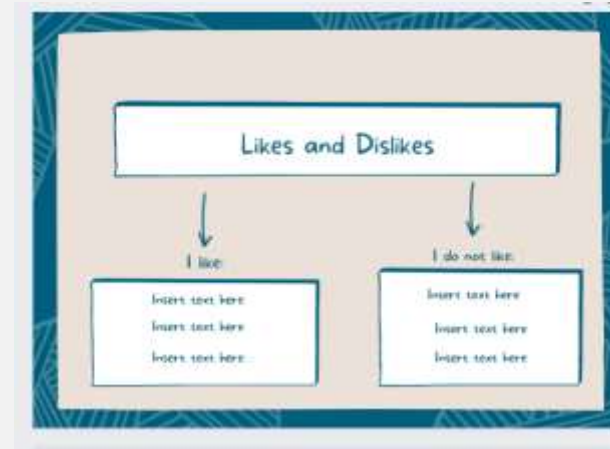 Likes and Dislikes
I like:
Insert text here
Insert text here
Insert text here
I do not like:
Insert text here
Insert text here
Insert text here